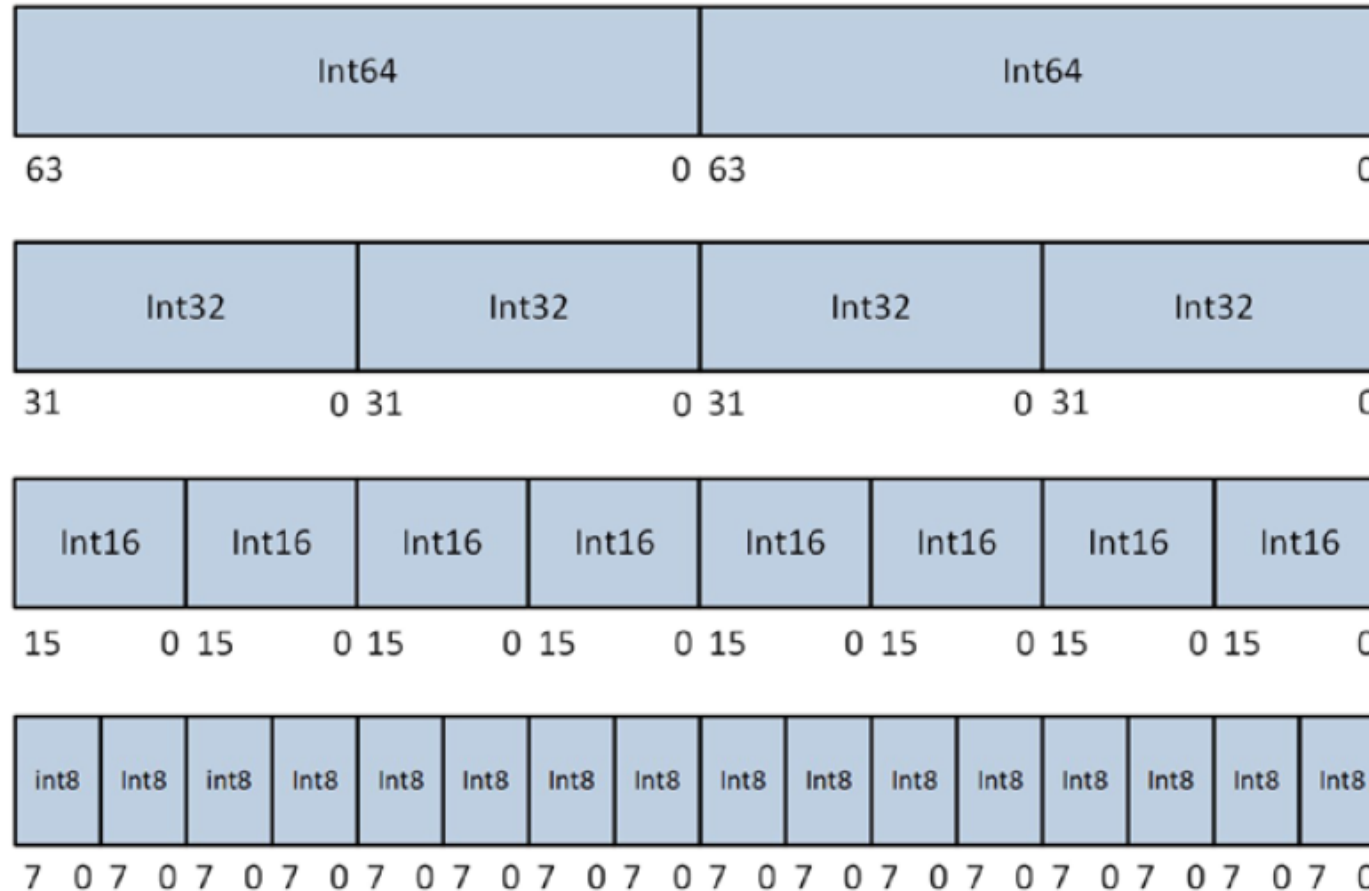 Int64 Int64
63 0 63 0
Int32 Int32 Int32 Int32
31 0 31 0 31 0 31 0
Int16 Int16 Int16 Int16 Int16 Int16 Int16 Int16
15 0 15 0 15 0 15 0 15 0 15 0 15 0 15 0
int8 Int8 int8 Int8 Int8 Int8 Int8 Int8 Int8 Int8 Int8 Int8 Int8 Int8 Int8 Int8
7 0 7 0 7 0 7 0 7 0 7 0 7 0 7 0 7 0 7 0 7 0 7 0 7 0 7 0 7 0 7 0